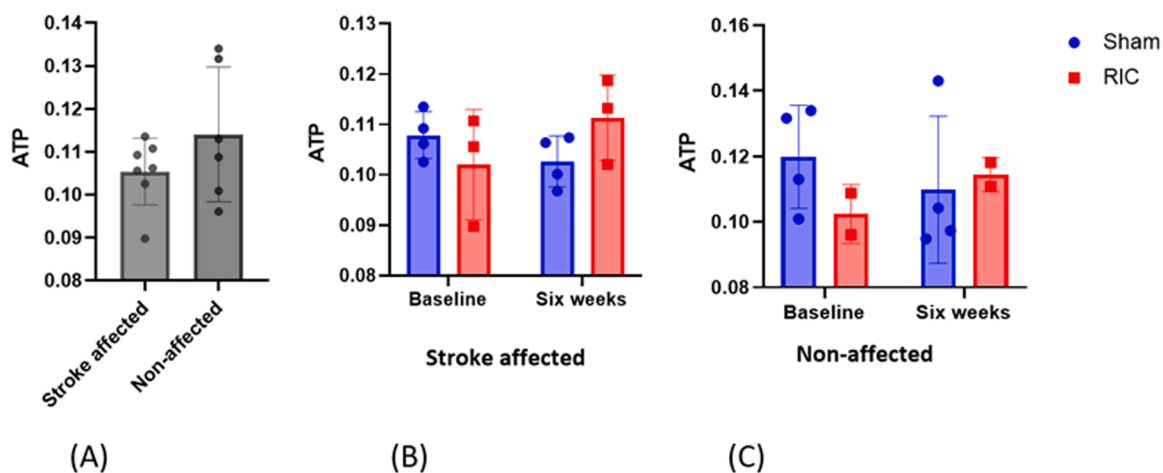 0.14
0.13
0.12
0.11
0.10
0.09
0.08
ATP
Stroke affected
Non-affected
(A)
0.13
0.12
0.11
0.10
0.09
0.08
ATP
Baseline
Six weeks
Stroke affected
(B)
0.16
0.14
0.12
0.10
0.08
ATP
Baseline
Six weeks
Non-affected
(C)
Sham
RIC